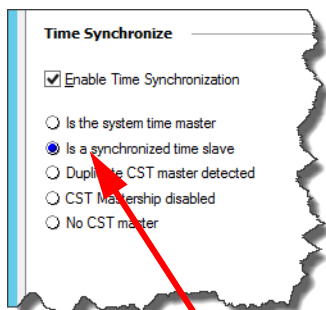 Time Synchronize
Enable Time Synchronization
Is the system time master
Is a synchronized time slave
Duplicate CST master detected
CST Mastership disabled
No CST master